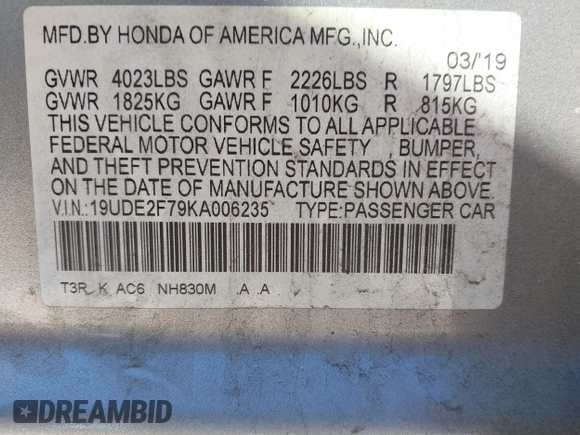 MFD.BY HONDA OF AMERICA MFG.,INC.
03/'19
GVWR 4023LBS GAWR F 2226LBS R 1797LBS
GVWR 1825KG GAWR F 1010KG R 815KG
THIS VEHICLE CONFORMS TO ALL APPLICABLE
FEDERAL MOTOR VEHICLE SAFETY , BUMPER,
AND THEFT PREVENTION STANDARDS IN EFFECT
ON THE DATE OF MANUFACTURE SHOWN ABOVE.
V.I.N.:19UDE2F79KA006235 TYPE:PASSENGER CAR
T3R K AC6 NH830M .A .A
DREAMBID